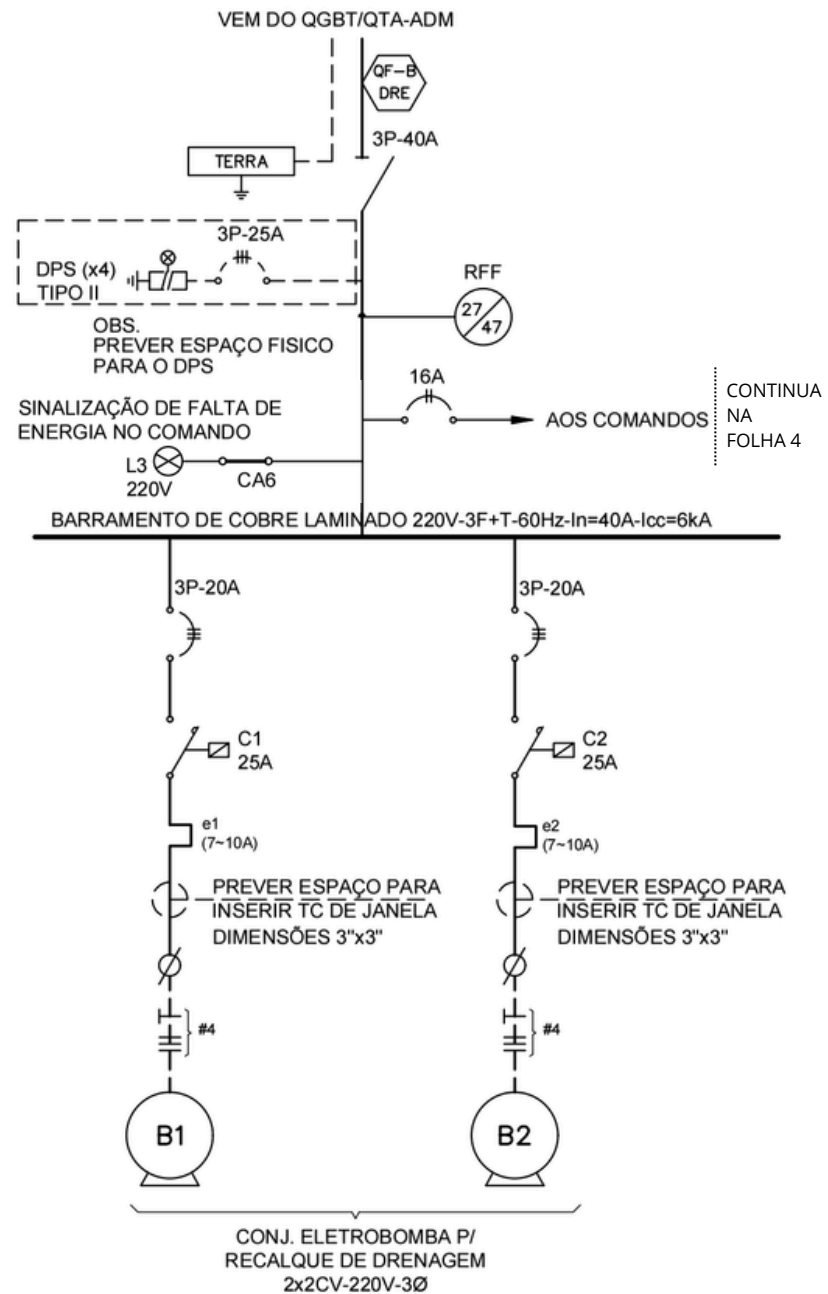 VEM DO QGBT/QTA-ADM
QF-B
DRE
3P-40A
TERRA
3P-25A
DPS (x4)
TIPO II
RFF
27
47
OBS.
PREVER ESPAÇO FISICO
PARA O DPS
16A
AOS COMANDOS
CONTINUA
NA
FOLHA 4
SINALIZAÇÃO DE FALTA DE
ENERGIA NO COMANDO
L3
220V
CA6
BARRAMENTO DE COBRE LAMINADO 220V-3F+T-60Hz-In=40A-Icc=6kA
3P-20A
3P-20A
C1
25A
C2
25A
e1
(7~10A)
e2
(7~10A)
PREVER ESPAÇO PARA
INSERIR TC DE JANELA
DIMENSÕES 3"x3"
PREVER ESPAÇO PARA
INSERIR TC DE JANELA
DIMENSÕES 3"x3"
#4
#4
B1
B2
CONJ. ELETROBOMBA P/
RECALQUE DE DRENAGEM
2x2CV-220V-3Ø